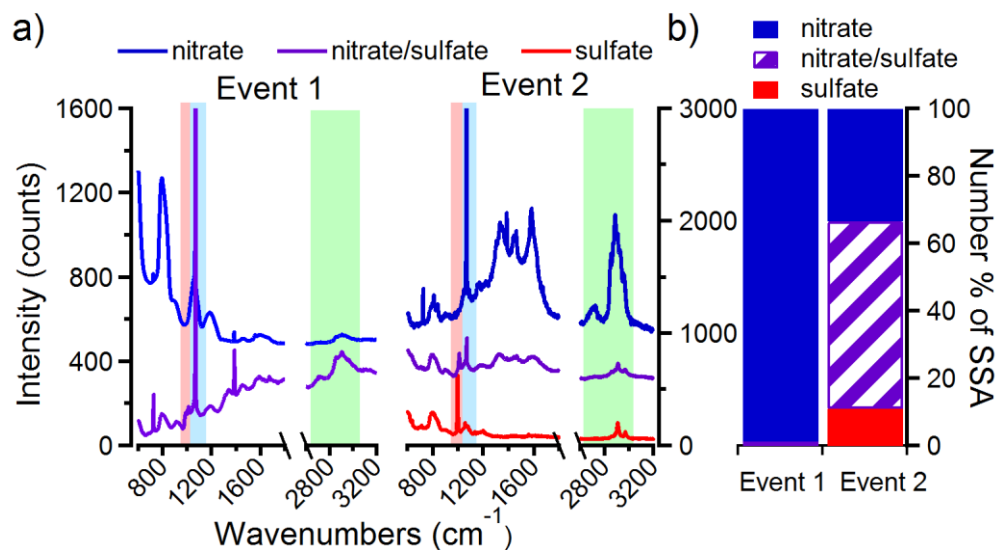 a)
nitrate nitrate/sulfate sulfate
Event 1 Event 2
Intensity (counts)
1600
1200
800
400
0
3000
2000
1000
0
800 1200 1600 2800 3200 800 1200 1600 2800 3200
Wavenumbers (cm-1)
b)
nitrate
nitrate/sulfate
sulfate
100
80
60
40
20
0
Number % of SSA
Event 1 Event 2